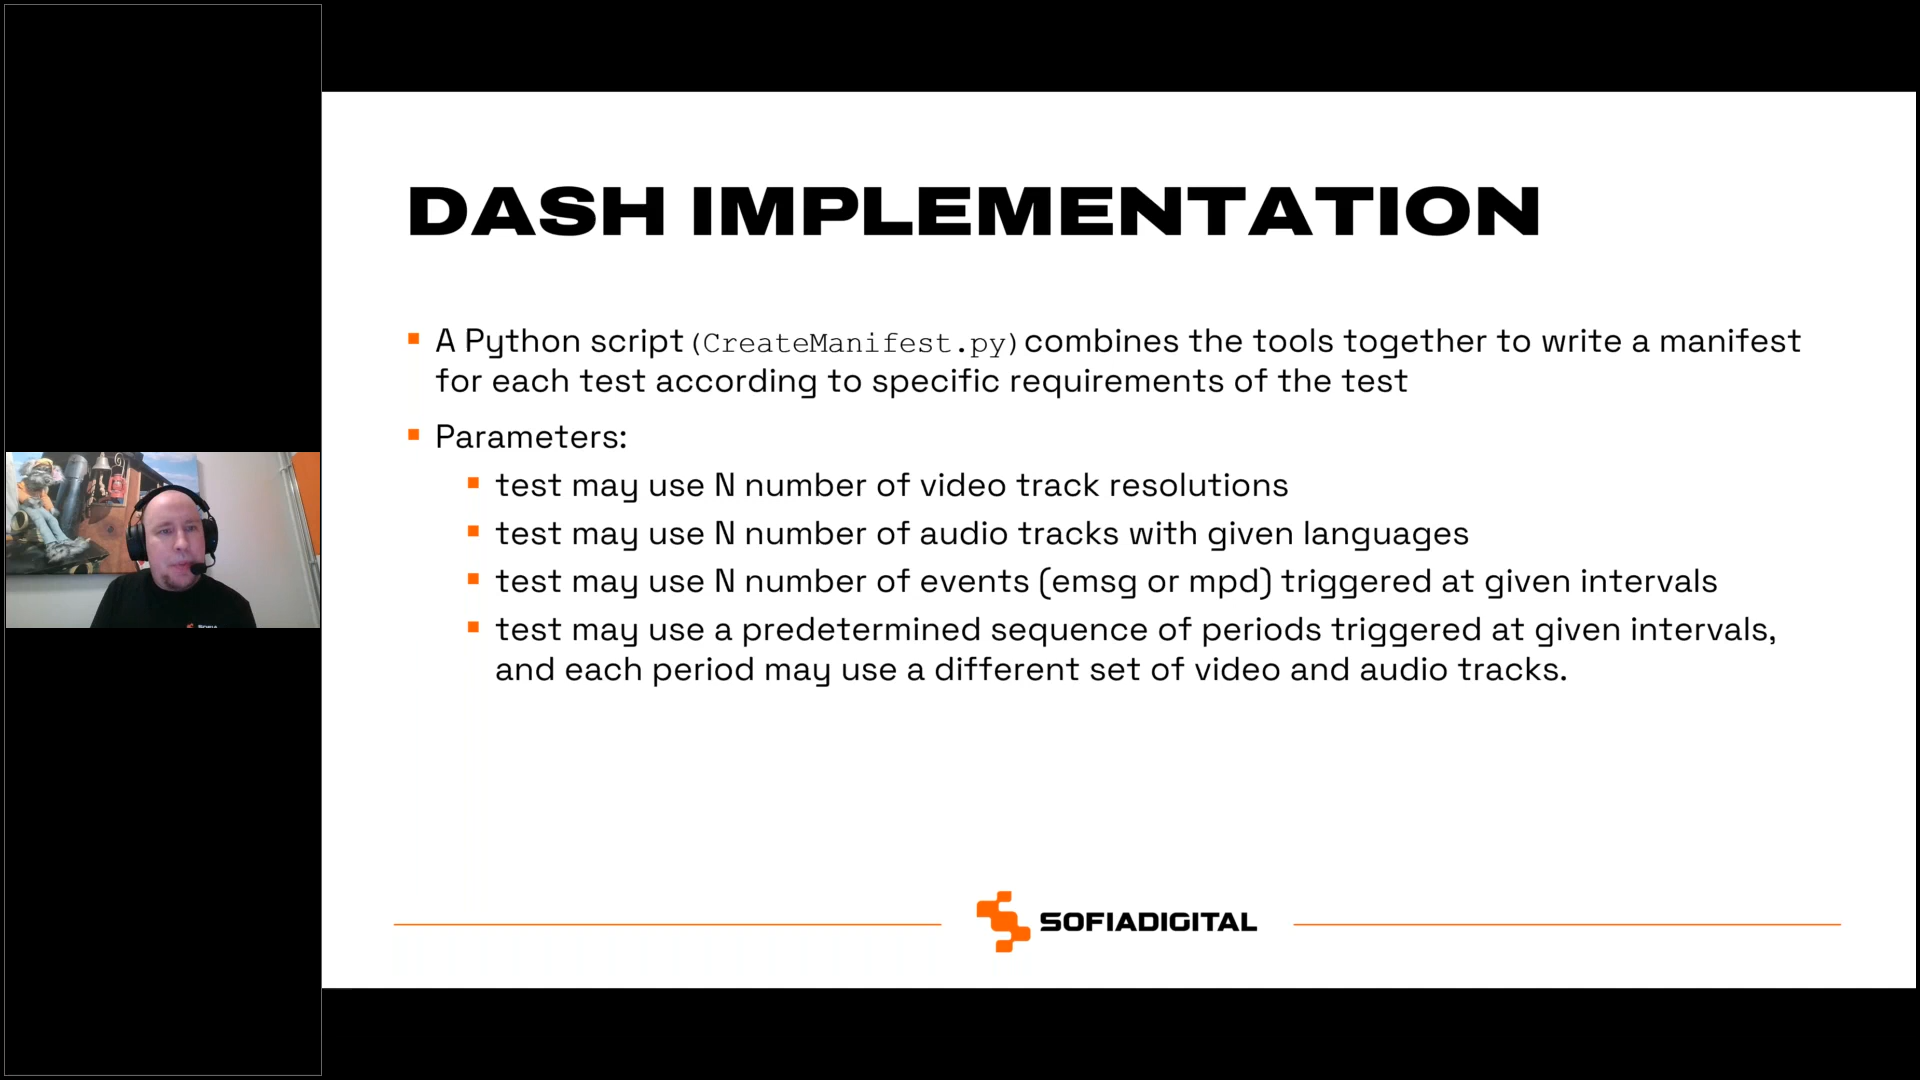 DASH IMPLEMENTATION
A Python script (CreateManifest.py) combines the tools together to write a manifest
for each test according to specific requirements of the test
Parameters:
test may use N number of video track resolutions
test may use N number of audio tracks with given languages
test may use N number of events (emsg or mpd) triggered at given intervals
test may use a predetermined sequence of periods triggered at given intervals,
and each period may use a different set of video and audio tracks.
SOFIADIGITAL